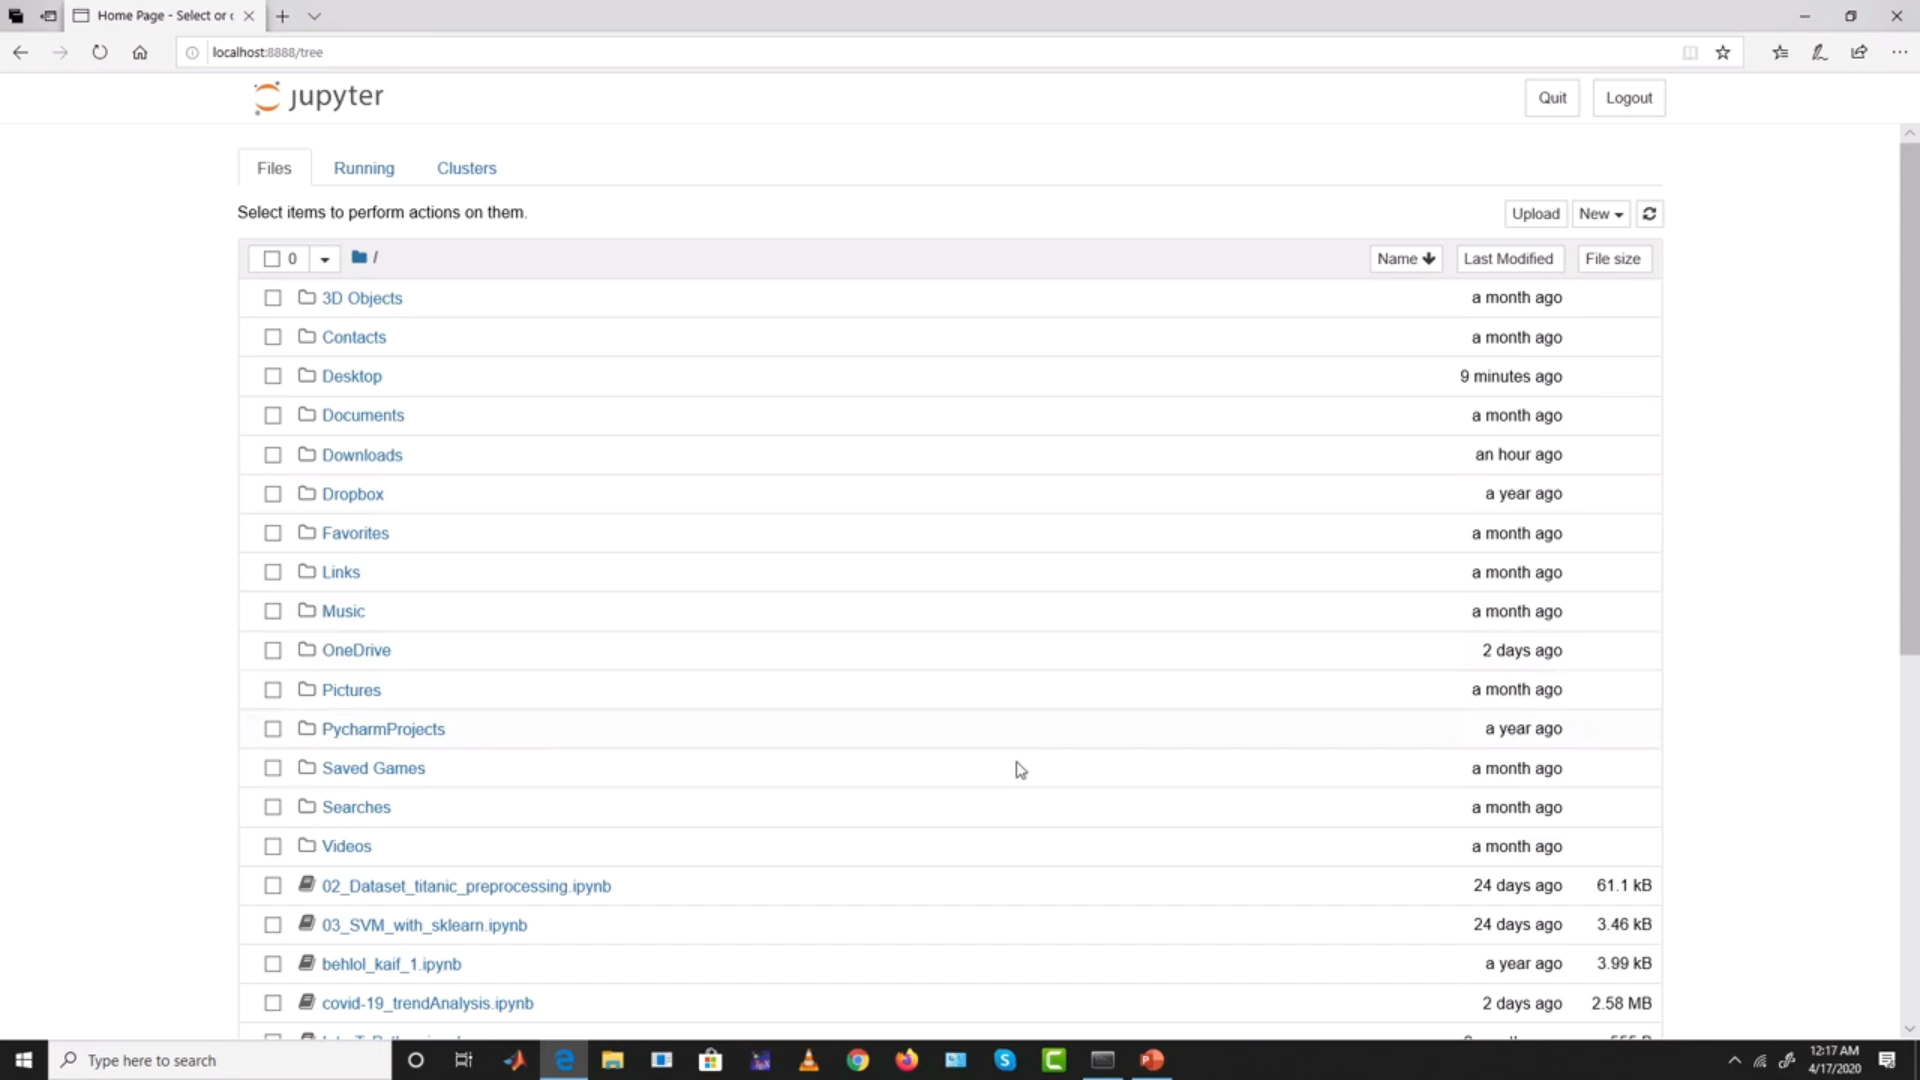 Home Page - Select or c
localhost:8888/tree
jupyter
Quit Logout
Files Running Clusters
Select items to perform actions on them.
Upload New
0 / Name Last Modified File size
3D Objects a month ago
Contacts a month ago
Desktop 9 minutes ago
Documents a month ago
Downloads an hour ago
Dropbox a year ago
Favorites a month ago
Links a month ago
Music a month ago
OneDrive 2 days ago
Pictures a month ago
PycharmProjects a year ago
Saved Games a month ago
Searches a month ago
Videos a month ago
02_Dataset_titanic_preprocessing.ipynb 24 days ago 61.1 kB
03_SVM_with_sklearn.ipynb 24 days ago 3.46 kB
behlol_kaif_1.ipynb a year ago 3.99 kB
covid-19_trendAnalysis.ipynb 2 days ago 2.58 MB
Type here to search
12:17 AM
4/17/2020